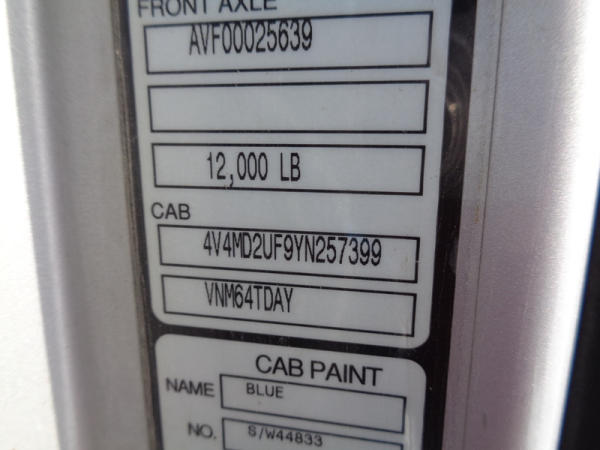 FRONT AXLE
AVF00025639
12,000 LB
CAB
4V4MD2UF9YN257399
VNM64TDAY
CAB PAINT
NAME BLUE
NO. S/W44833